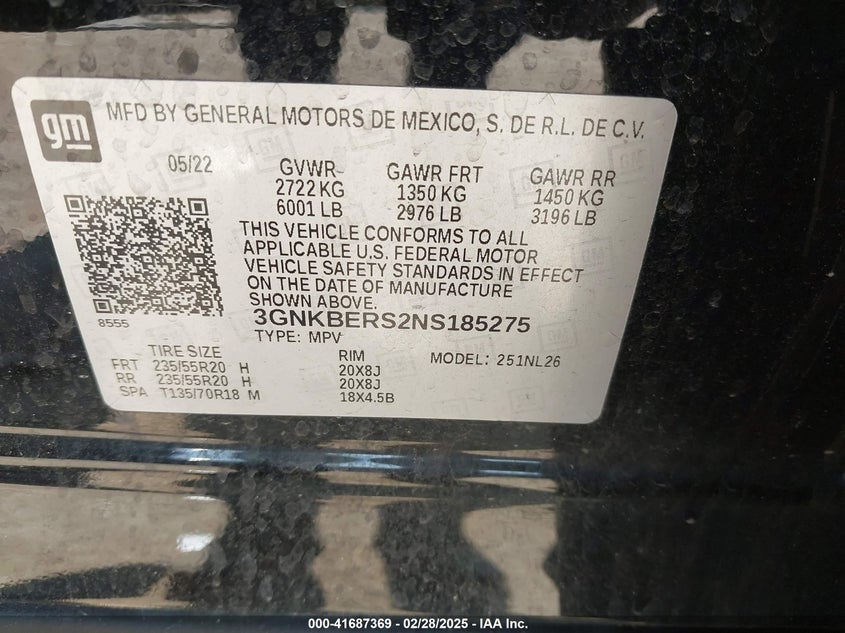 gm
MFD BY GENERAL MOTORS DE MEXICO, S. DE R.L. DE C.V.
05/22 GVWR GAWR FRT GAWR RR
2722 KG 1350 KG 1450 KG
6001 LB 2976 LB 3196 LB
THIS VEHICLE CONFORMS TO ALL
APPLICABLE U.S. FEDERAL MOTOR
VEHICLE SAFETY STANDARDS IN EFFECT
ON THE DATE OF MANUFACTURE
SHOWN ABOVE.
8555
3GNKBERS2NS185275
TYPE: MPV
TIRE SIZE RIM MODEL: 251NL26
FRT 235/55R20 H 20X8J
RR 235/55R20 H 20X8J
SPA T135/70R18 M 18X4.5B
000-41687369 - 02/28/2025 - IAA Inc.